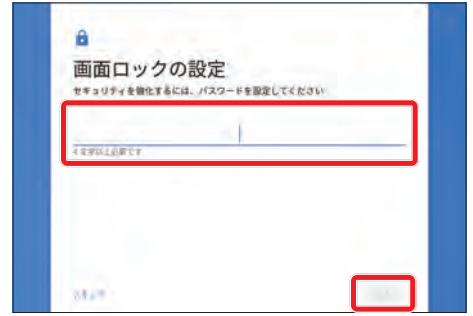 画面ロックの設定
セキュリティを強化するには、パスワードを設定してください
4 文字以上必要です